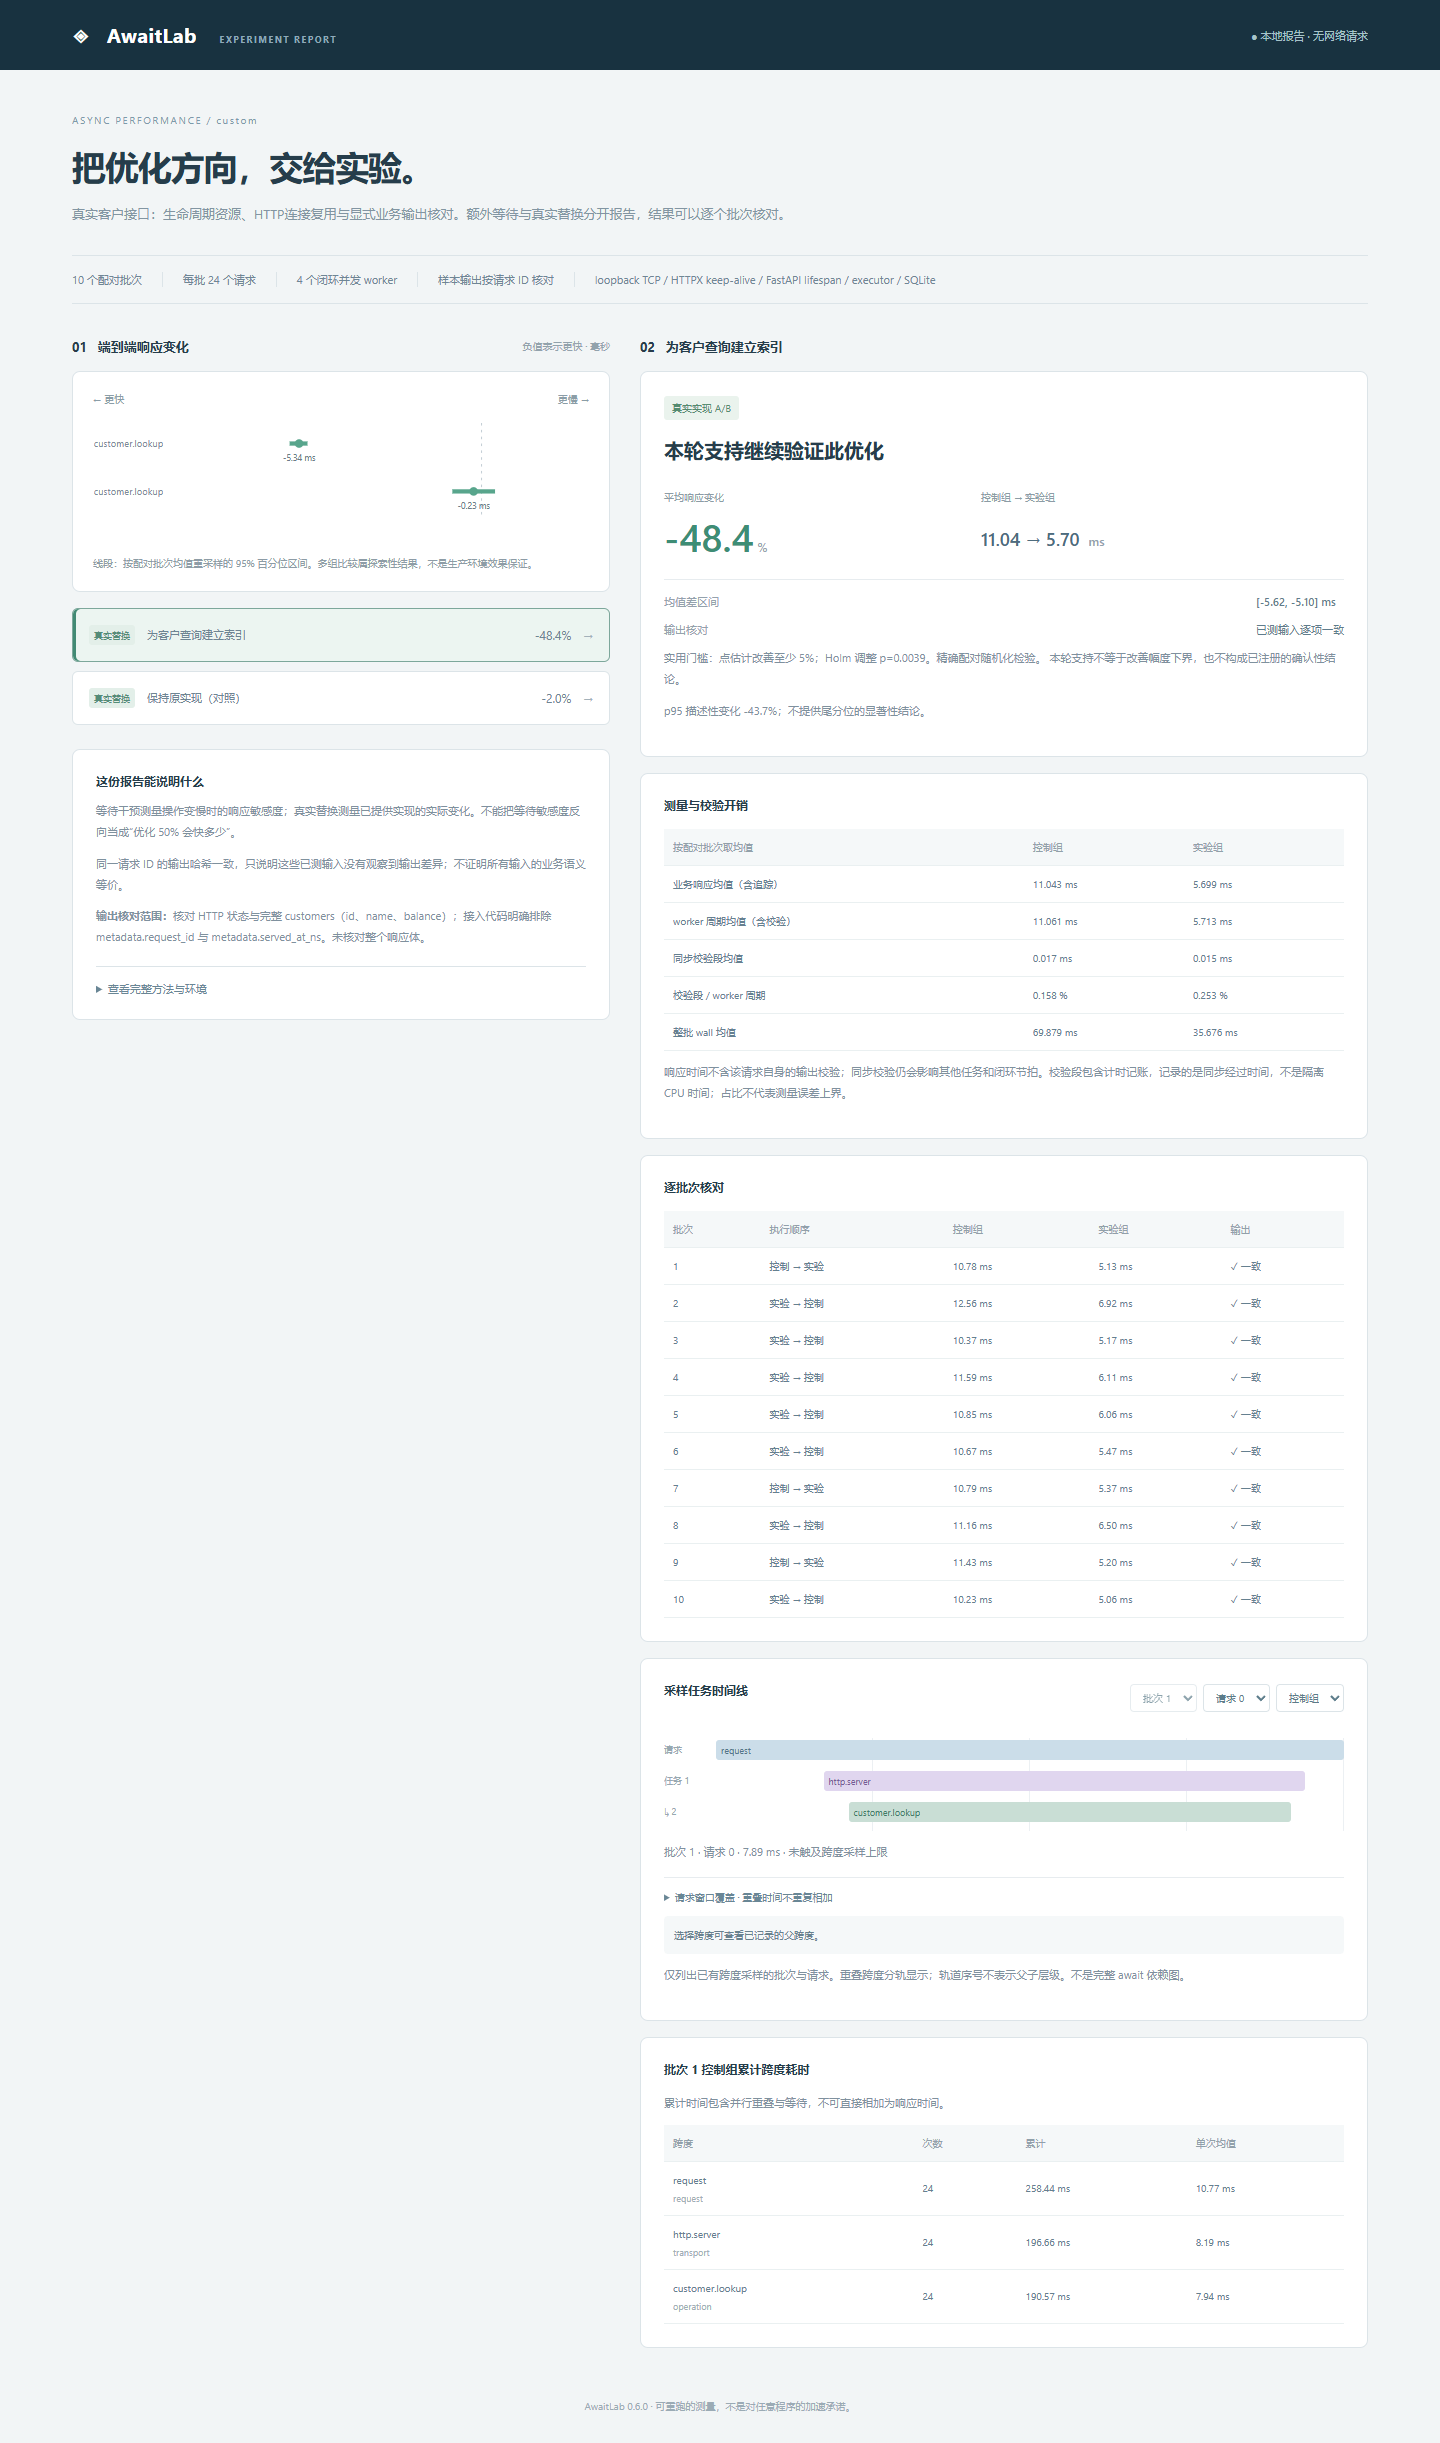 AwaitLab EXPERIMENT REPORT
本地报告 · 无网络请求
ASYNC PERFORMANCE / custom
把优化方向，交给实验。
真实客户接口：生命周期资源、HTTP连接复用与显式业务输出核对。额外等待与真实替换分开报告，结果可以逐个批次核对。
10 个配对批次 每批 24 个请求 4 个闭环并发 worker 样本输出按请求 ID 核对 loopback TCP / HTTPX keep-alive / FastAPI lifespan / executor / SQLite
01 端到端响应变化 负值表示更快 · 毫秒
← 更快 更慢 →
customer.lookup
-5.34 ms
customer.lookup
-0.23 ms
线段：按配对批次均值重采样的 95% 百分位区间。多组比较属探索性结果，不是生产环境效果保证。
真实替换 为客户查询建立索引 -48.4% →
真实替换 保持原实现（对照） -2.0% →
这份报告能说明什么
等待干预测量操作变慢时的响应敏感度；真实替换测量已提供实现的实际变化。不能把等待敏感度反
向当成“优化 50% 会快多少”。
同一请求 ID 的输出哈希一致，只说明这些已测输入没有观察到输出差异；不证明所有输入的业务语义
等价。
输出核对范围：核对 HTTP 状态与完整 customers（id、name、balance）；接入代码明确排除
metadata.request_id 与 metadata.served_at_ns。未核对整个响应体。
▶ 查看完整方法与环境
02 为客户查询建立索引
真实实现 A/B
本轮支持继续验证此优化
平均响应变化 控制组 → 实验组
-48.4 % 11.04 → 5.70 ms
均值差区间 [-5.62, -5.10] ms
输出核对 已测输入逐项一致
实用门槛：点估计改善至少 5%；Holm 调整 p=0.0039。精确配对随机化检验。 本轮支持不等于改善幅度下界，也不构成已注册的确认性结
论。
p95 描述性变化 -43.7%；不提供尾分位的显著性结论。
测量与校验开销
按配对批次取均值 控制组 实验组
业务响应均值（含追踪） 11.043 ms 5.699 ms
worker 周期均值（含校验） 11.061 ms 5.713 ms
同步校验段均值 0.017 ms 0.015 ms
校验段 / worker 周期 0.158 % 0.253 %
整批 wall 均值 69.879 ms 35.676 ms
响应时间不含该请求自身的输出校验；同步校验仍会影响其他任务和闭环节拍。校验段包含计时记账，记录的是同步经过时间，不是隔离
CPU 时间；占比不代表测量误差上界。
逐批次核对
批次 执行顺序 控制组 实验组 输出
1 控制 → 实验 10.78 ms 5.13 ms ✓ 一致
2 实验 → 控制 12.56 ms 6.92 ms ✓ 一致
3 实验 → 控制 10.37 ms 5.17 ms ✓ 一致
4 实验 → 控制 11.59 ms 6.11 ms ✓ 一致
5 实验 → 控制 10.85 ms 6.06 ms ✓ 一致
6 实验 → 控制 10.67 ms 5.47 ms ✓ 一致
7 控制 → 实验 10.79 ms 5.37 ms ✓ 一致
8 实验 → 控制 11.16 ms 6.50 ms ✓ 一致
9 控制 → 实验 11.43 ms 5.20 ms ✓ 一致
10 实验 → 控制 10.23 ms 5.06 ms ✓ 一致
采样任务时间线 批次 1 请求 0 控制组
请求 request
任务 1 http.server
↳ 2 customer.lookup
批次 1 · 请求 0 · 7.89 ms · 未触及跨度采样上限
▶ 请求窗口覆盖 · 重叠时间不重复相加
选择跨度可查看已记录的父跨度。
仅列出已有跨度采样的批次与请求。重叠跨度分轨显示；轨道序号不表示父子层级。不是完整 await 依赖图。
批次 1 控制组累计跨度耗时
累计时间包含并行重叠与等待，不可直接相加为响应时间。
跨度 次数 累计 单次均值
request 24 258.44 ms 10.77 ms
request
http.server 24 196.66 ms 8.19 ms
transport
customer.lookup 24 190.57 ms 7.94 ms
operation
AwaitLab 0.6.0 · 可重跑的测量，不是对任意程序的加速承诺。